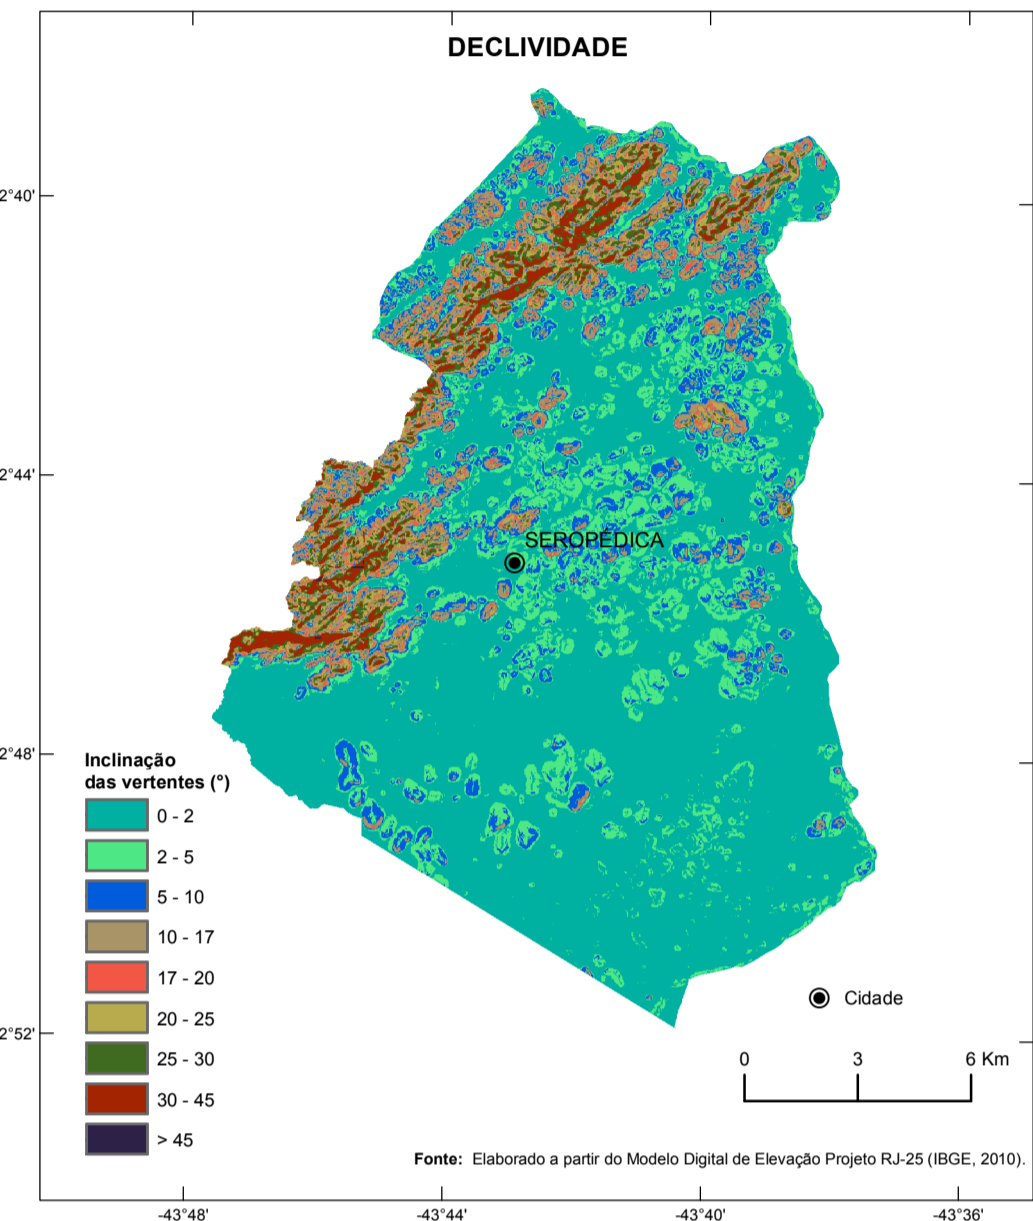 DECLIVIDADE
2°40'
2°44'
SEROPÉDICA
2°48'
Inclinação
das vertentes (°)
0 - 2
2 - 5
5 - 10
10 - 17
17 - 20
20 - 25
25 - 30
30 - 45
> 45
Cidade
2°52'
0 3 6 Km
Fonte: Elaborado a partir do Modelo Digital de Elevação Projeto RJ-25 (IBGE, 2010).
-43°48' -43°44' -43°40' -43°36'